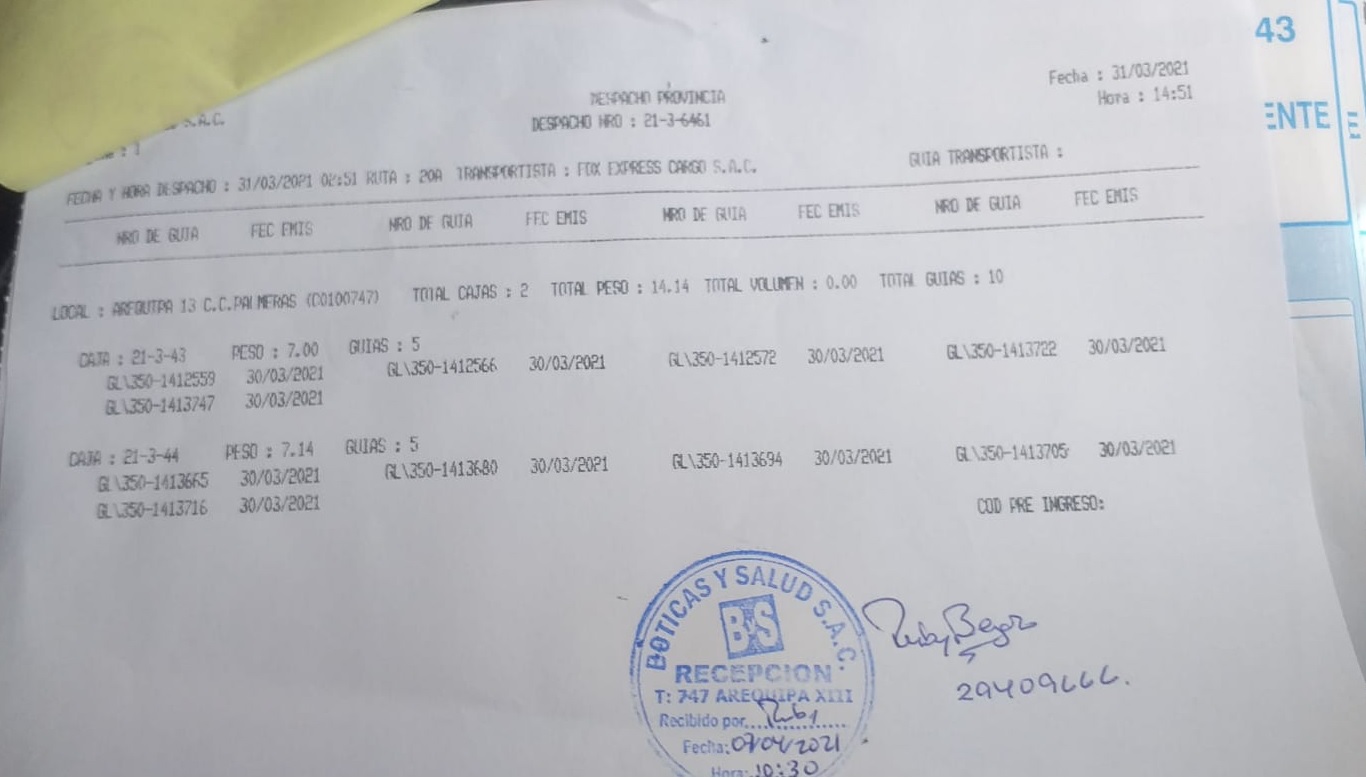 43
ENTE
E
Fecha : 31/03/2021
Hora : 14:51
DESPACHO PROVINCIA
DESPACHO NRO : 21-3-6461
S.A.C.
: 1
FECHA Y HORA DESPACHO : 31/03/2021 02:51 RUTA : 20A TRANSPORTISTA : FOX EXPRESS CARGO S.A.C. GUIA TRANSPORTISTA :
NRO DE GUIA FEC EMIS NRO DE GUIA FEC EMIS NRO DE GUIA FEC EMIS NRO DE GUIA FEC EMIS
LOCAL : AREQUIPA 13 C.C.PALMERAS (C0100747) TOTAL CAJAS : 2 TOTAL PESO : 14.14 TOTAL VOLUMEN : 0.00 TOTAL GUIAS : 10
CAJA : 21-3-43 PESO : 7.00 GUIAS : 5
GL\350-1412559 30/03/2021 GL\350-1412566 30/03/2021 GL\350-1412572 30/03/2021 GL\350-1413722 30/03/2021
GL\350-1413747 30/03/2021
CAJA : 21-3-44 PESO : 7.14 GUIAS : 5
GL\350-1413665 30/03/2021 GL\350-1413680 30/03/2021 GL\350-1413694 30/03/2021 GL\350-1413705 30/03/2021
GL\350-1413716 30/03/2021
COD PRE INGRESO:
BOTICAS Y SALUD S.A.C.
B&S
RECEPCION
T: 747 AREQUIPA XIII
Recibido por Ruby
Fecha: 07/04/2021
Hora: 10:30
29409666.